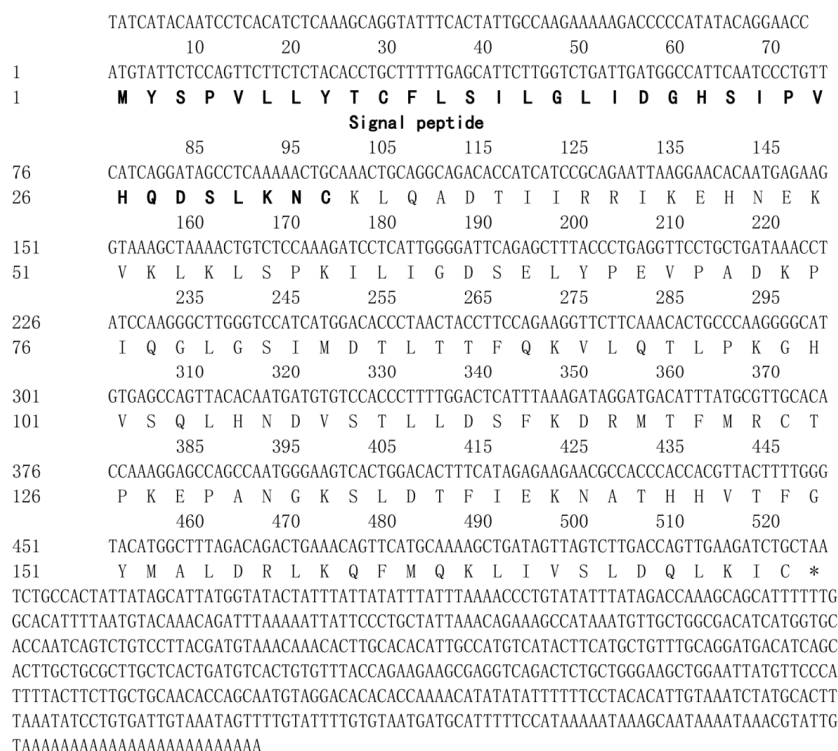 TATCATACAATCCTCACATCTCAAAGCAGGTATTTCACTATTGCCAAGAAAAAGACCCCCATATACAGGAACC
10 20 30 40 50 60 70
1 ATGTATTCTCCAGTTCTTCTCTACACCTGCTTTTTGAGCATTCTTGGTCTGATTGATGGCCATTCAATCCCTGTT
1 M Y S P V L L Y T C F L S I L G L I D G H S I P V
Signal peptide
85 95 105 115 125 135 145
76 CATCAGGATAGCCTCAAAAACTGCAAACTGCAGGCAGACACCATCATCCGCAGAATTAAGGAACACAATGAGAAG
26 H Q D S L K N C K L Q A D T I I R R I K E H N E K
160 170 180 190 200 210 220
151 GTAAAGCTAAAACTGTCTCCAAAGATCCTCATTGGGGATTCAGAGCTTTACCCTGAGGTTCCTGCTGATAAACCT
51 V K L K L S P K I L I G D S E L Y P E V P A D K P
235 245 255 265 275 285 295
226 ATCCAAGGGCTTGGGTCCATCATGGACACCCTAACTACCTTCCAGAAGGTTCTTCAAACACTGCCCAAGGGGCAT
76 I Q G L G S I M D T L T T F Q K V L Q T L P K G H
310 320 330 340 350 360 370
301 GTGAGCCAGTTACACAATGATGTGTCCACCCTTTTGGACTCATTTAAAGATAGGATGACATTTATGCGTTGCACA
101 V S Q L H N D V S T L L D S F K D R M T F M R C T
385 395 405 415 425 435 445
376 CCAAAGGAGCCAGCCAATGGGAAGTCACTGGACACTTTCATAGAGAAGAACGCCACCCACCACGTTACTTTTGGG
126 P K E P A N G K S L D T F I E K N A T H H V T F G
460 470 480 490 500 510 520
451 TACATGGCTTTAGACAGACTGAAACAGTTCATGCAAAAGCTGATAGTTAGTCTTGACCAGTTGAAGATCTGCTAA
151 Y M A L D R L K Q F M Q K L I V S L D Q L K I C *
TCTGCCACTATTATAGCATTATGGTATACTATTTATTATATTTATTTAAAACCCTGTATATTTATAGACCAAAGCAGCATTTTTTG
GCACATTTTAATGTACAAACAGATTTAAAAATTATTCCCTGCTATTAAACAGAAAGCCATAAATGTTGCTGGCGACATCATGGTGC
ACCAATCAGTCTGTCCTTACGATGTAAACAAACACTTGCACACATTGCCATGTCATACTTCATGCTGTTTGCAGGATGACATCAGC
ACTTGCTGCGCTTGCTCACTGATGTCACTGTGTTTACCAGAAGAAGCGAGGTCAGACTCTGCTGGGAAGCTGGAATTATGTTCCCA
TTTTACTTCTTGCTGCAACACCAGCAATGTAGGACACACACCAAAACATATATATTTTTTCCTACACATTGTAAATCTATGCACTT
TAAATATCCTGTGATTGTAAATAGTTTTGTATTTTGTGTAATGATGCATTTTTCCATAAAAATAAAGCAATAAAATAAACGTATTG
TAAAAAAAAAAAAAAAAAAAAAAAAAA